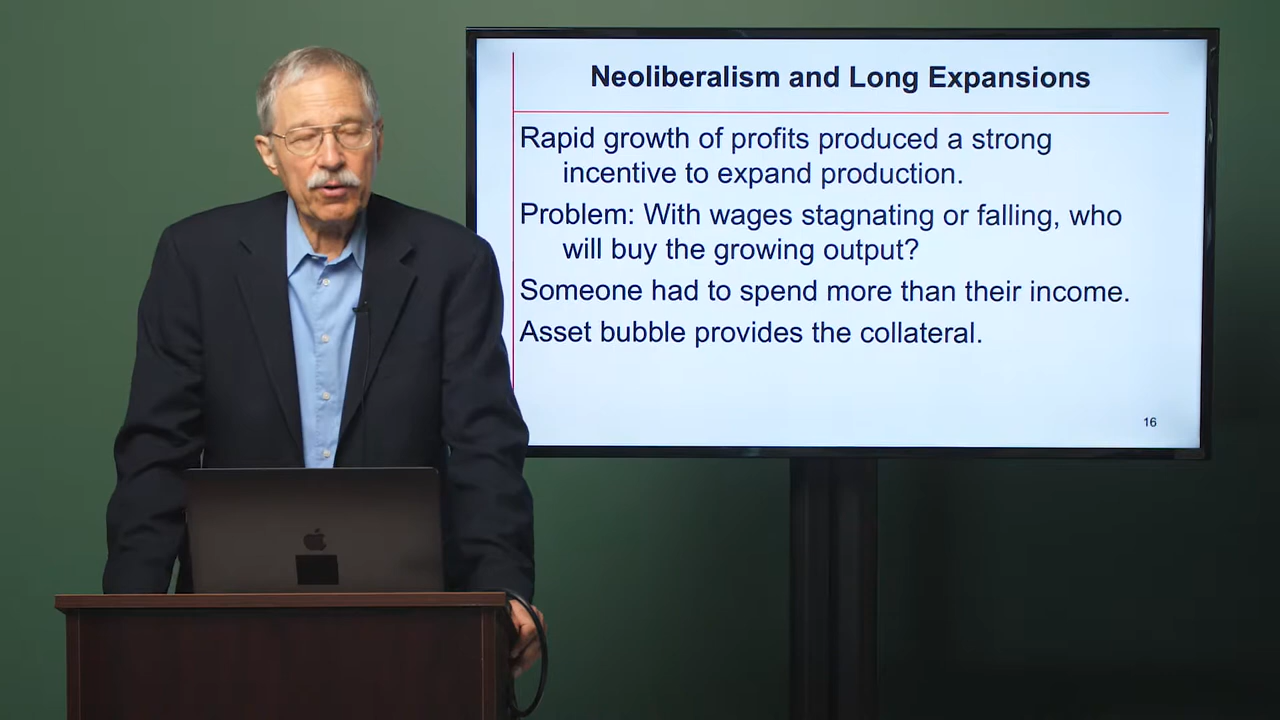 Neoliberalism and Long Expansions
Rapid growth of profits produced a strong
incentive to expand production.
Problem: With wages stagnating or falling, who
will buy the growing output?
Someone had to spend more than their income.
Asset bubble provides the collateral.
16